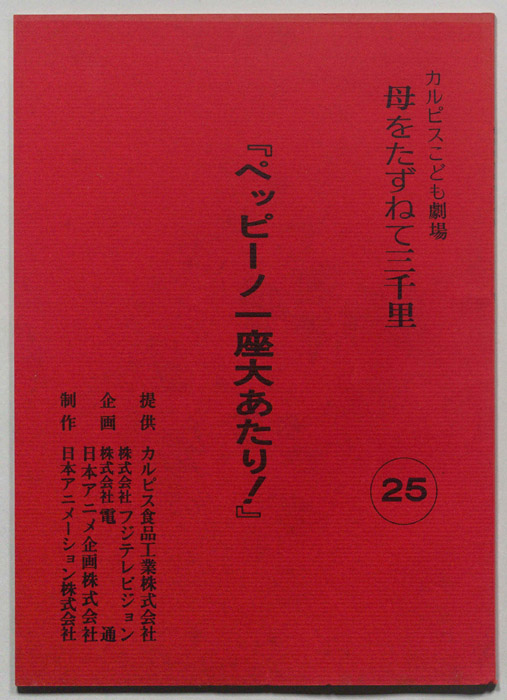 カルピスこども劇場
母をたずねて三千里
25
『ペッピーノ一座大あたり！』
提供 カルピス食品工業株式会社
企画 株式会社フジテレビジョン
株式会社電通
日本アニメ企画株式会社
制作 日本アニメーション株式会社